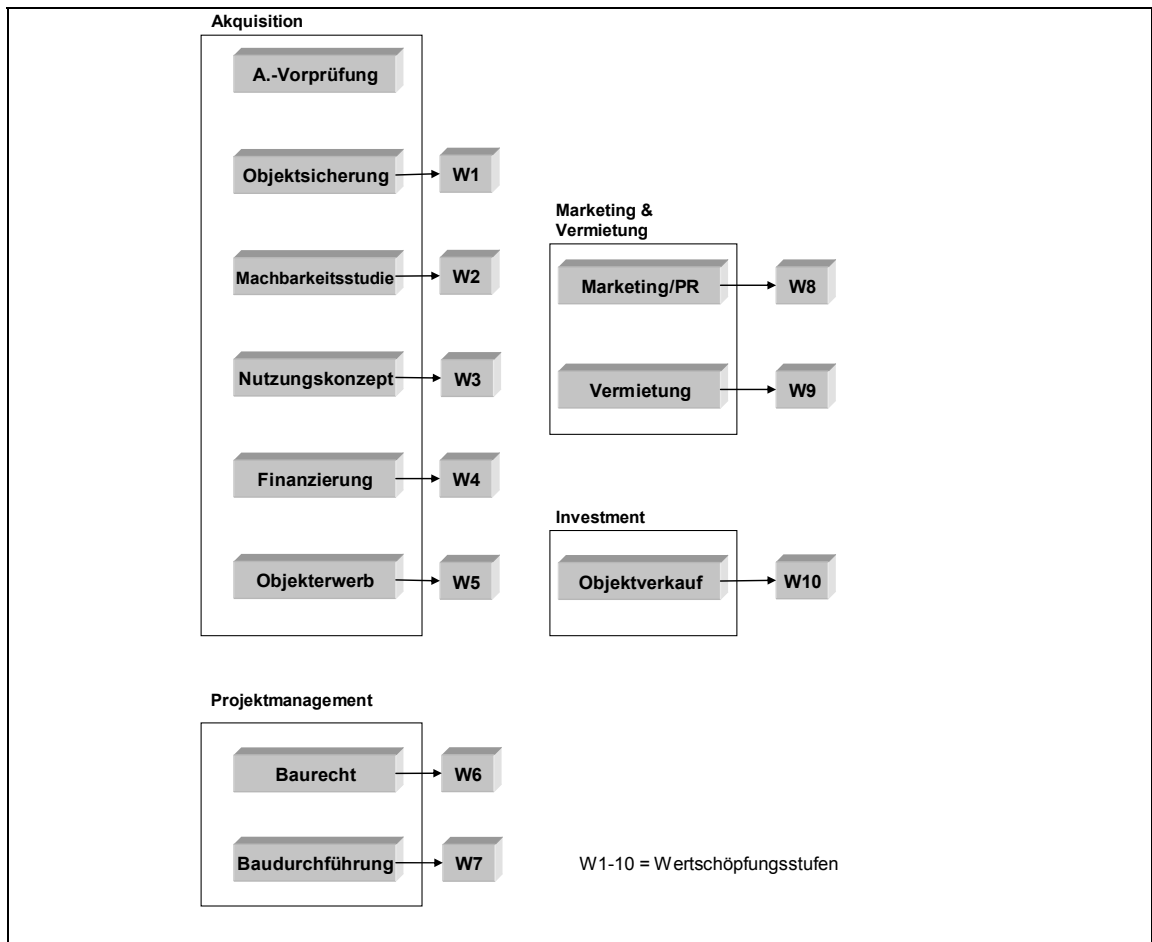 Akquisition
A.-Vorprüfung
Objektsicherung
W1
Machbarkeitsstudie
W2
Nutzungskonzept
W3
Finanzierung
W4
Objekterwerb
W5
Projektmanagement
Baurecht
W6
Baudurchführung
W7
Marketing &
Vermietung
Marketing/PR
W8
Vermietung
W9
Investment
Objektverkauf
W10
W1-10 = Wertschöpfungsstufen